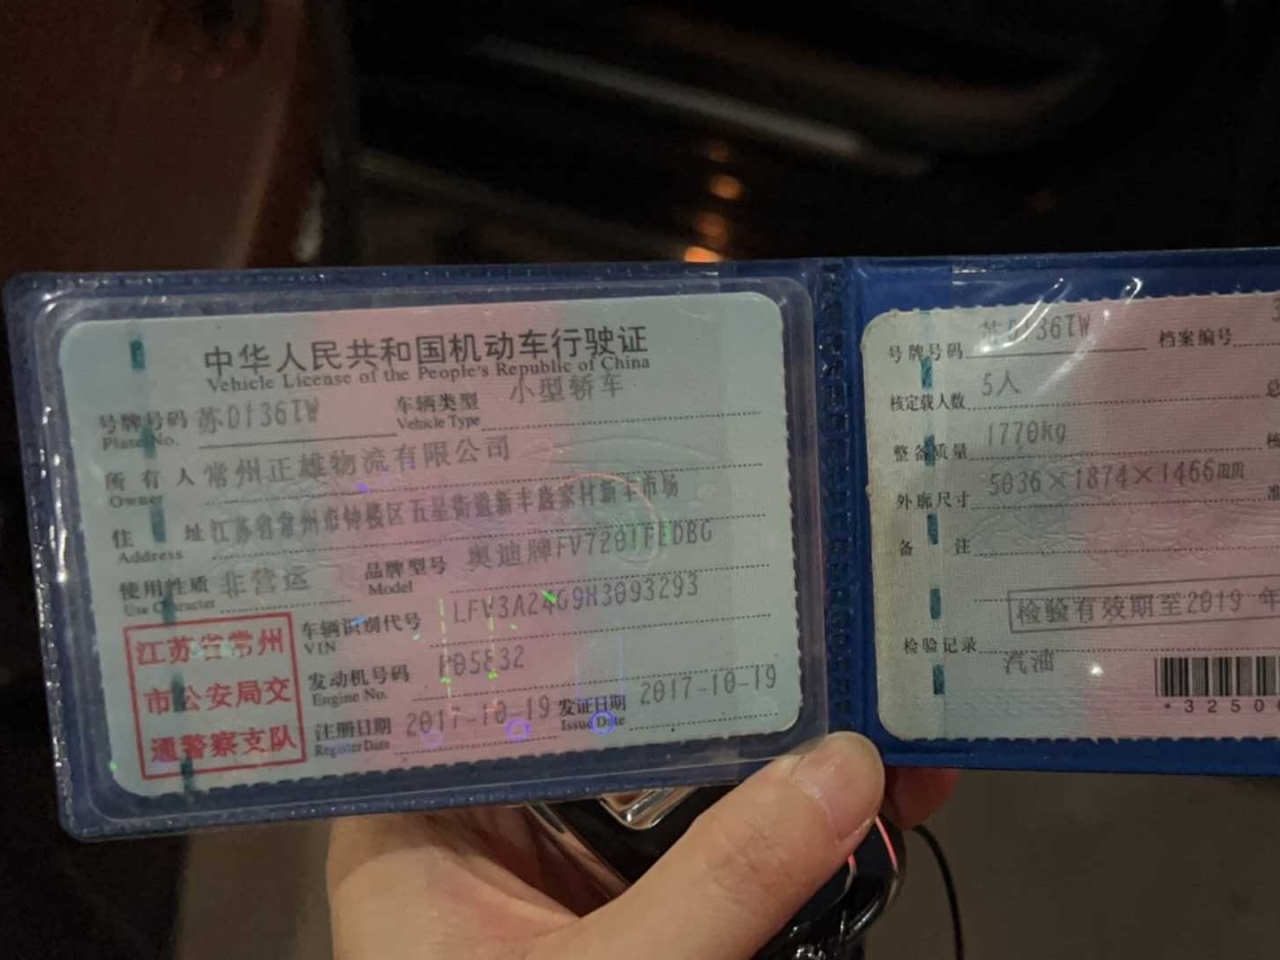 中华人民共和国机动车行驶证
Vehicle License of the People's Republic of China
号牌号码 苏D136TW 车辆类型 小型轿车
Plate No. Vehicle Type
所有人 常州正雄物流有限公司
Owner
住址 江苏省常州市钟楼区五星街道新丰盛家村新车市场
Address
使用性质 非营运 品牌型号 奥迪牌FV7201FEDBG
Use Character Model
车辆识别代号 LFV3A24G9H3093293
VIN
发动机号码
Engine No.
注册日期 2017-10-19 发证日期 2017-10-19
Register Date Issue Date
江苏省常州
市公安局交
通警察支队
号牌号码 苏D136TW 档案编号
核定载人数 5人
整备质量 1770kg
外廓尺寸 5036×1874×1466mm
备注
检验有效期至2019 年
检验记录
汽油